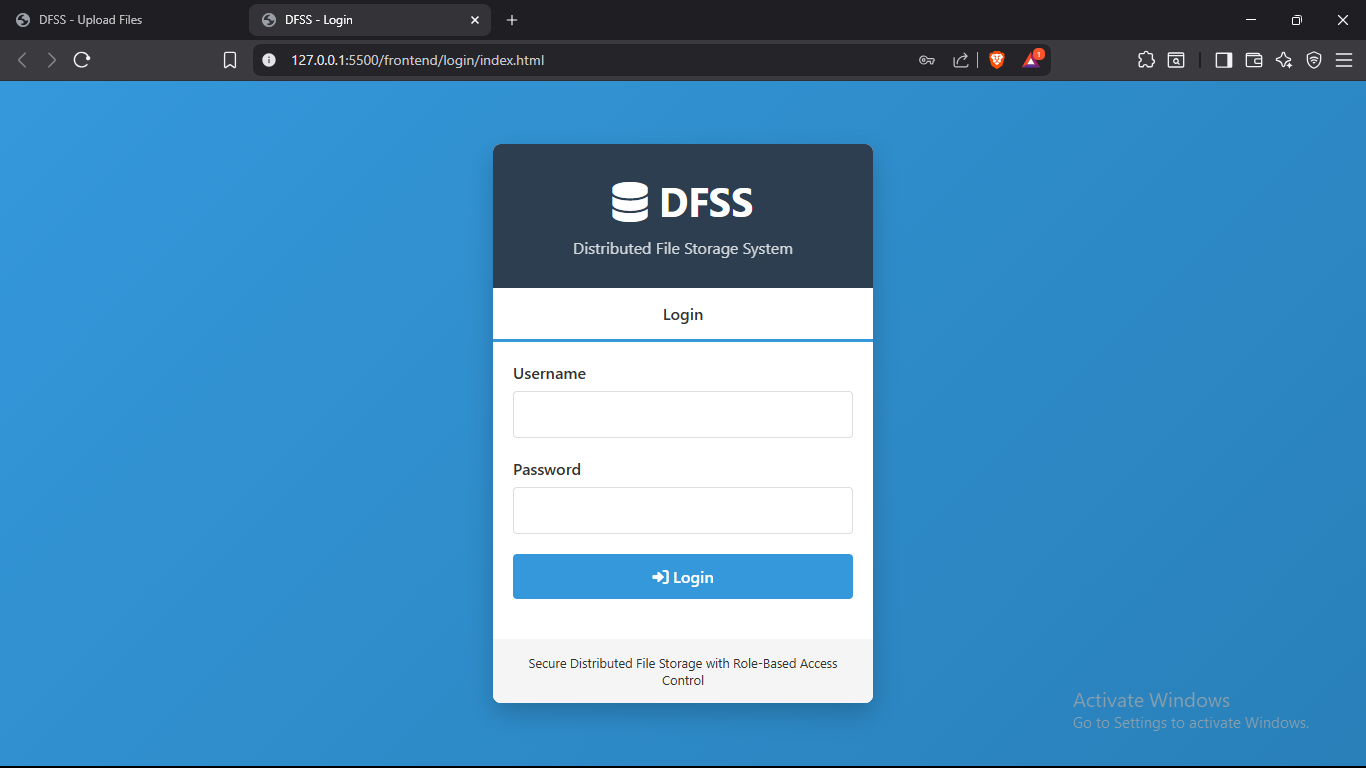 DFSS - Upload Files
DFSS - Login
127.0.0.1:5500/frontend/login/index.html
1
DFSS
Distributed File Storage System
Login
Username
Password
Login
Secure Distributed File Storage with Role-Based Access
Control
Activate Windows
Go to Settings to activate Windows.